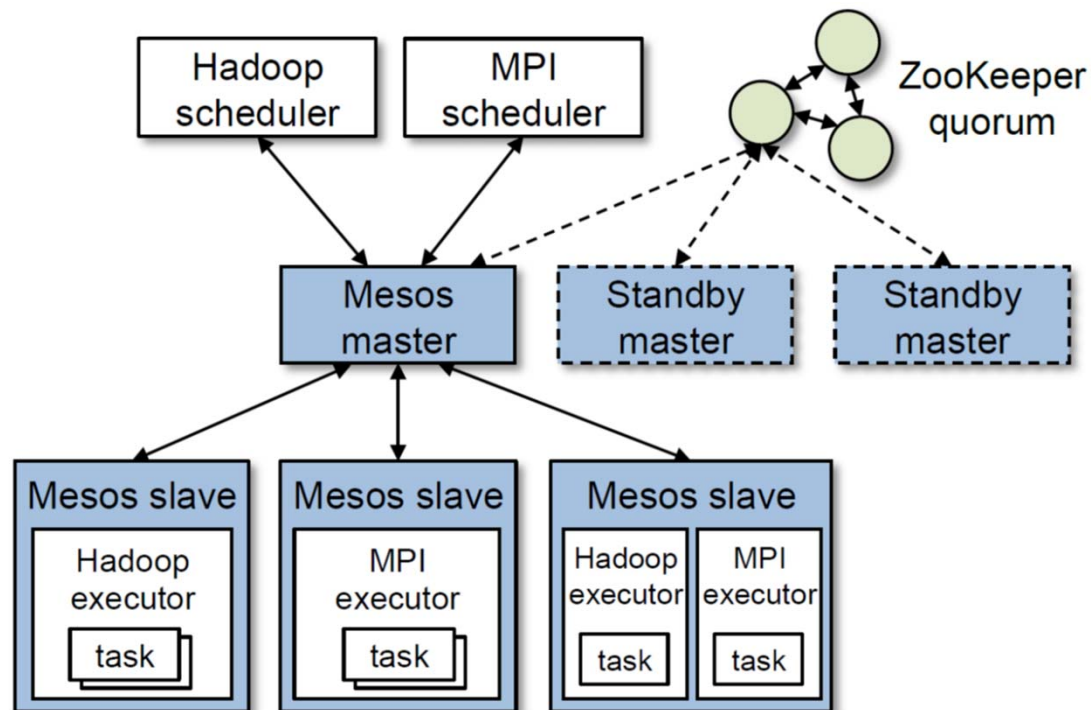 Hadoop
scheduler
MPI
scheduler
ZooKeeper
quorum
Mesos
master
Standby
master
Standby
master
Mesos slave
Hadoop
executor
task
Mesos slave
MPI
executor
task
Mesos slave
Hadoop
executor
task
MPI
executor
task